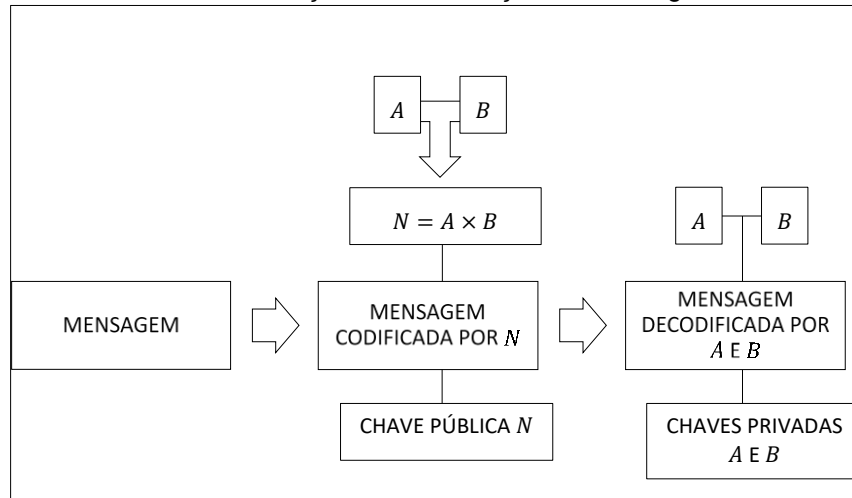 A B
N = A × B
A B
MENSAGEM
MENSAGEM
CODIFICADA POR N
MENSAGEM
DECODIFICADA POR
A E B
CHAVE PÚBLICA N
CHAVES PRIVADAS
A E B